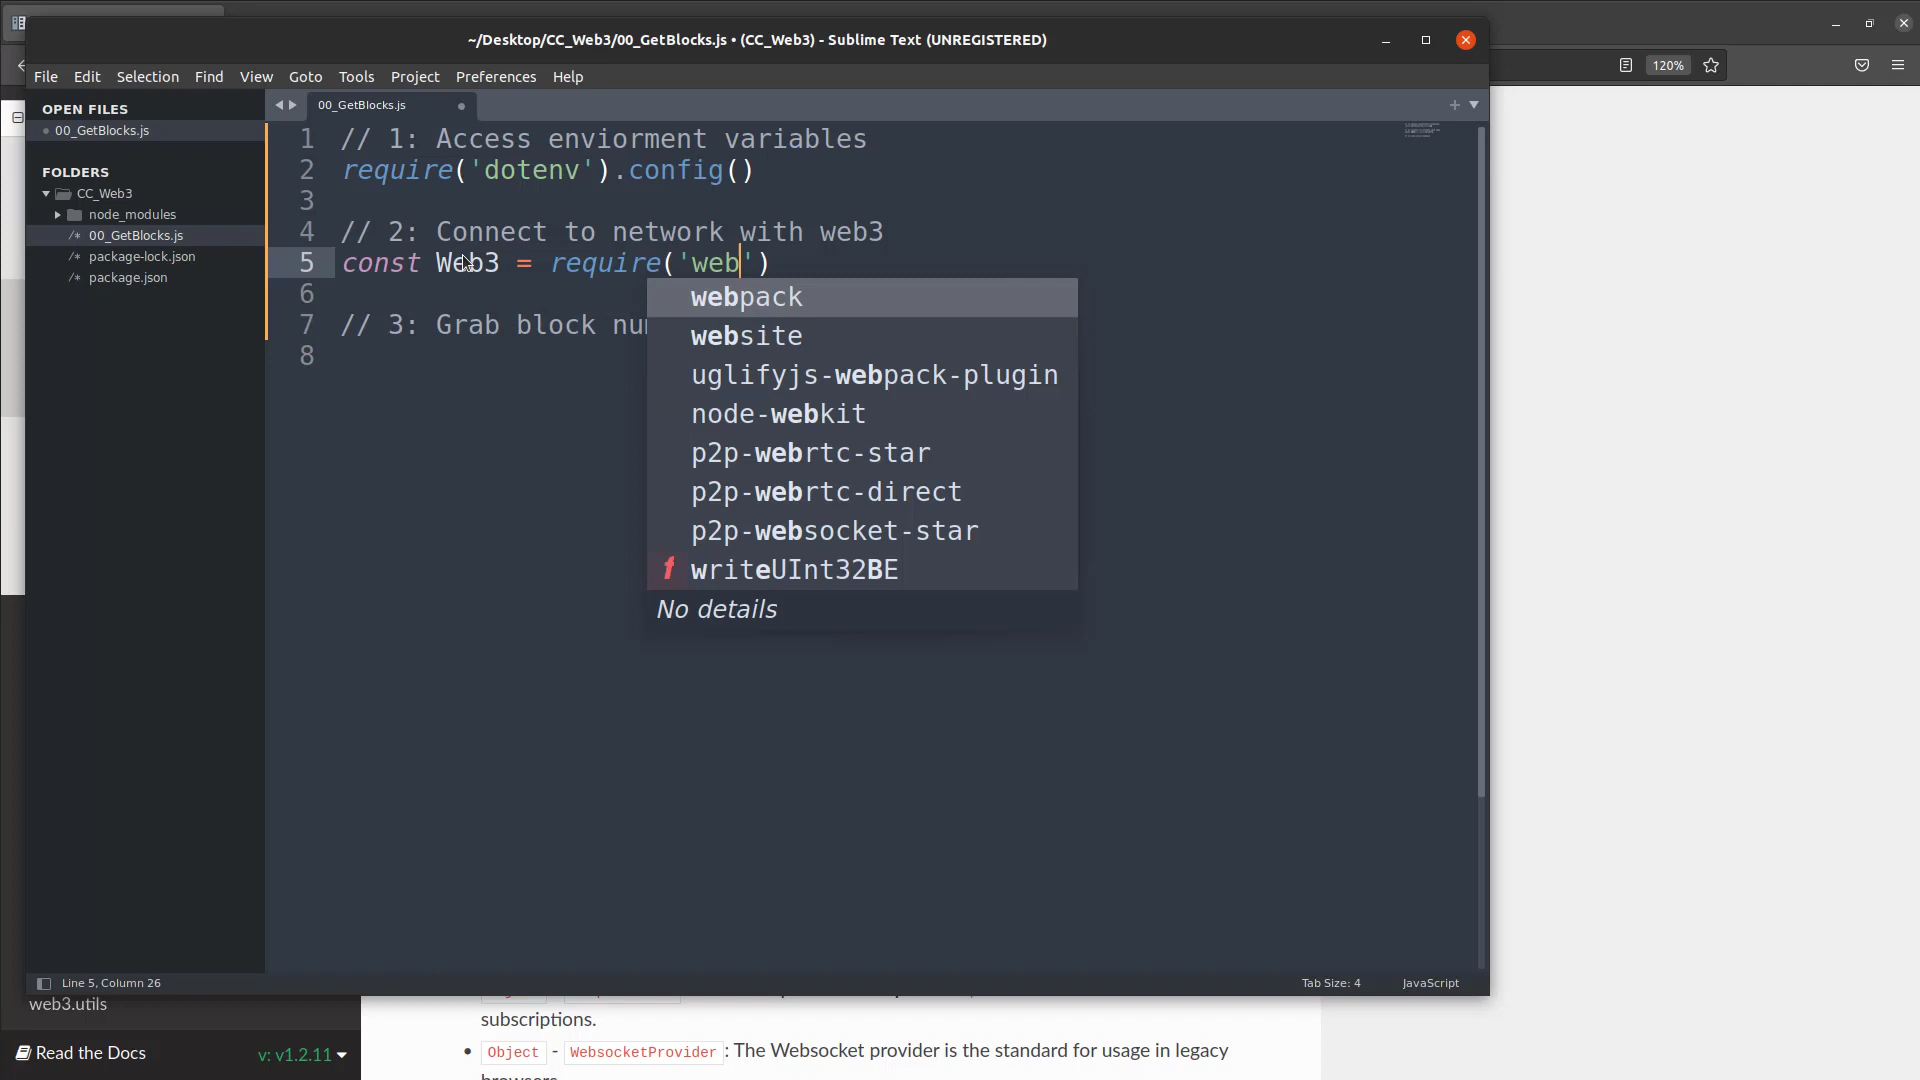 ~/Desktop/CC_Web3/00_GetBlocks.js • (CC_Web3) - Sublime Text (UNREGISTERED)
120%
File Edit Selection Find View Goto Tools Project Preferences Help
OPEN FILES
00_GetBlocks.js
FOLDERS
CC_Web3
node_modules
/* 00_GetBlocks.js
/* package-lock.json
/* package.json
00_GetBlocks.js
1 // 1: Access enviorment variables
2 require('dotenv').config()
3
4 // 2: Connect to network with web3
5 const Web3 = require('web')
6
7 // 3: Grab block nu
8
webpack
website
uglifyjs-webpack-plugin
node-webkit
p2p-webrtc-star
p2p-webrtc-direct
p2p-websocket-star
f writeUInt32BE
No details
Line 5, Column 26
Tab Size: 4
JavaScript
web3.utils
Read the Docs
v: v1.2.11
subscriptions.
• Object - WebsocketProvider: The Websocket provider is the standard for usage in legacy